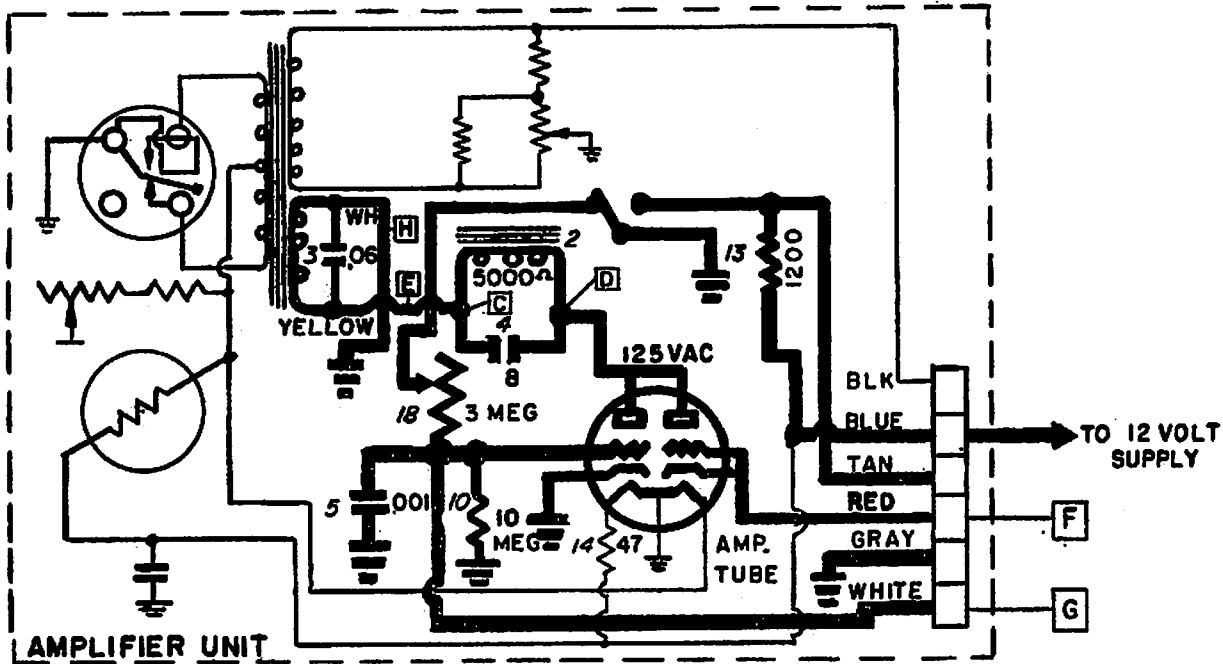 WH
H
3
.06
2
13
1200
5000Ω
E
C
D
4
YELLOW
8
125 VAC
BLK
18
3 MEG
BLUE
TO 12 VOLT
SUPPLY
TAN
5
.001
10
RED
F
10
MEG
14
47
AMP.
TUBE
GRAY
WHITE
G
AMPLIFIER UNIT